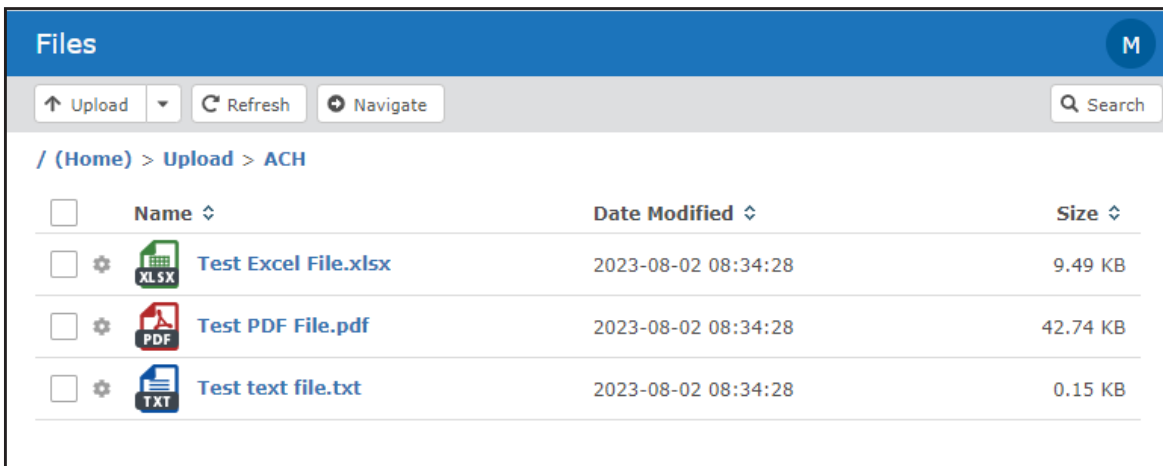 Files
M
Upload Refresh Navigate Search
/ (Home) > Upload > ACH
Name Date Modified Size
XLSX Test Excel File.xlsx 2023-08-02 08:34:28 9.49 KB
PDF Test PDF File.pdf 2023-08-02 08:34:28 42.74 KB
TXT Test text file.txt 2023-08-02 08:34:28 0.15 KB